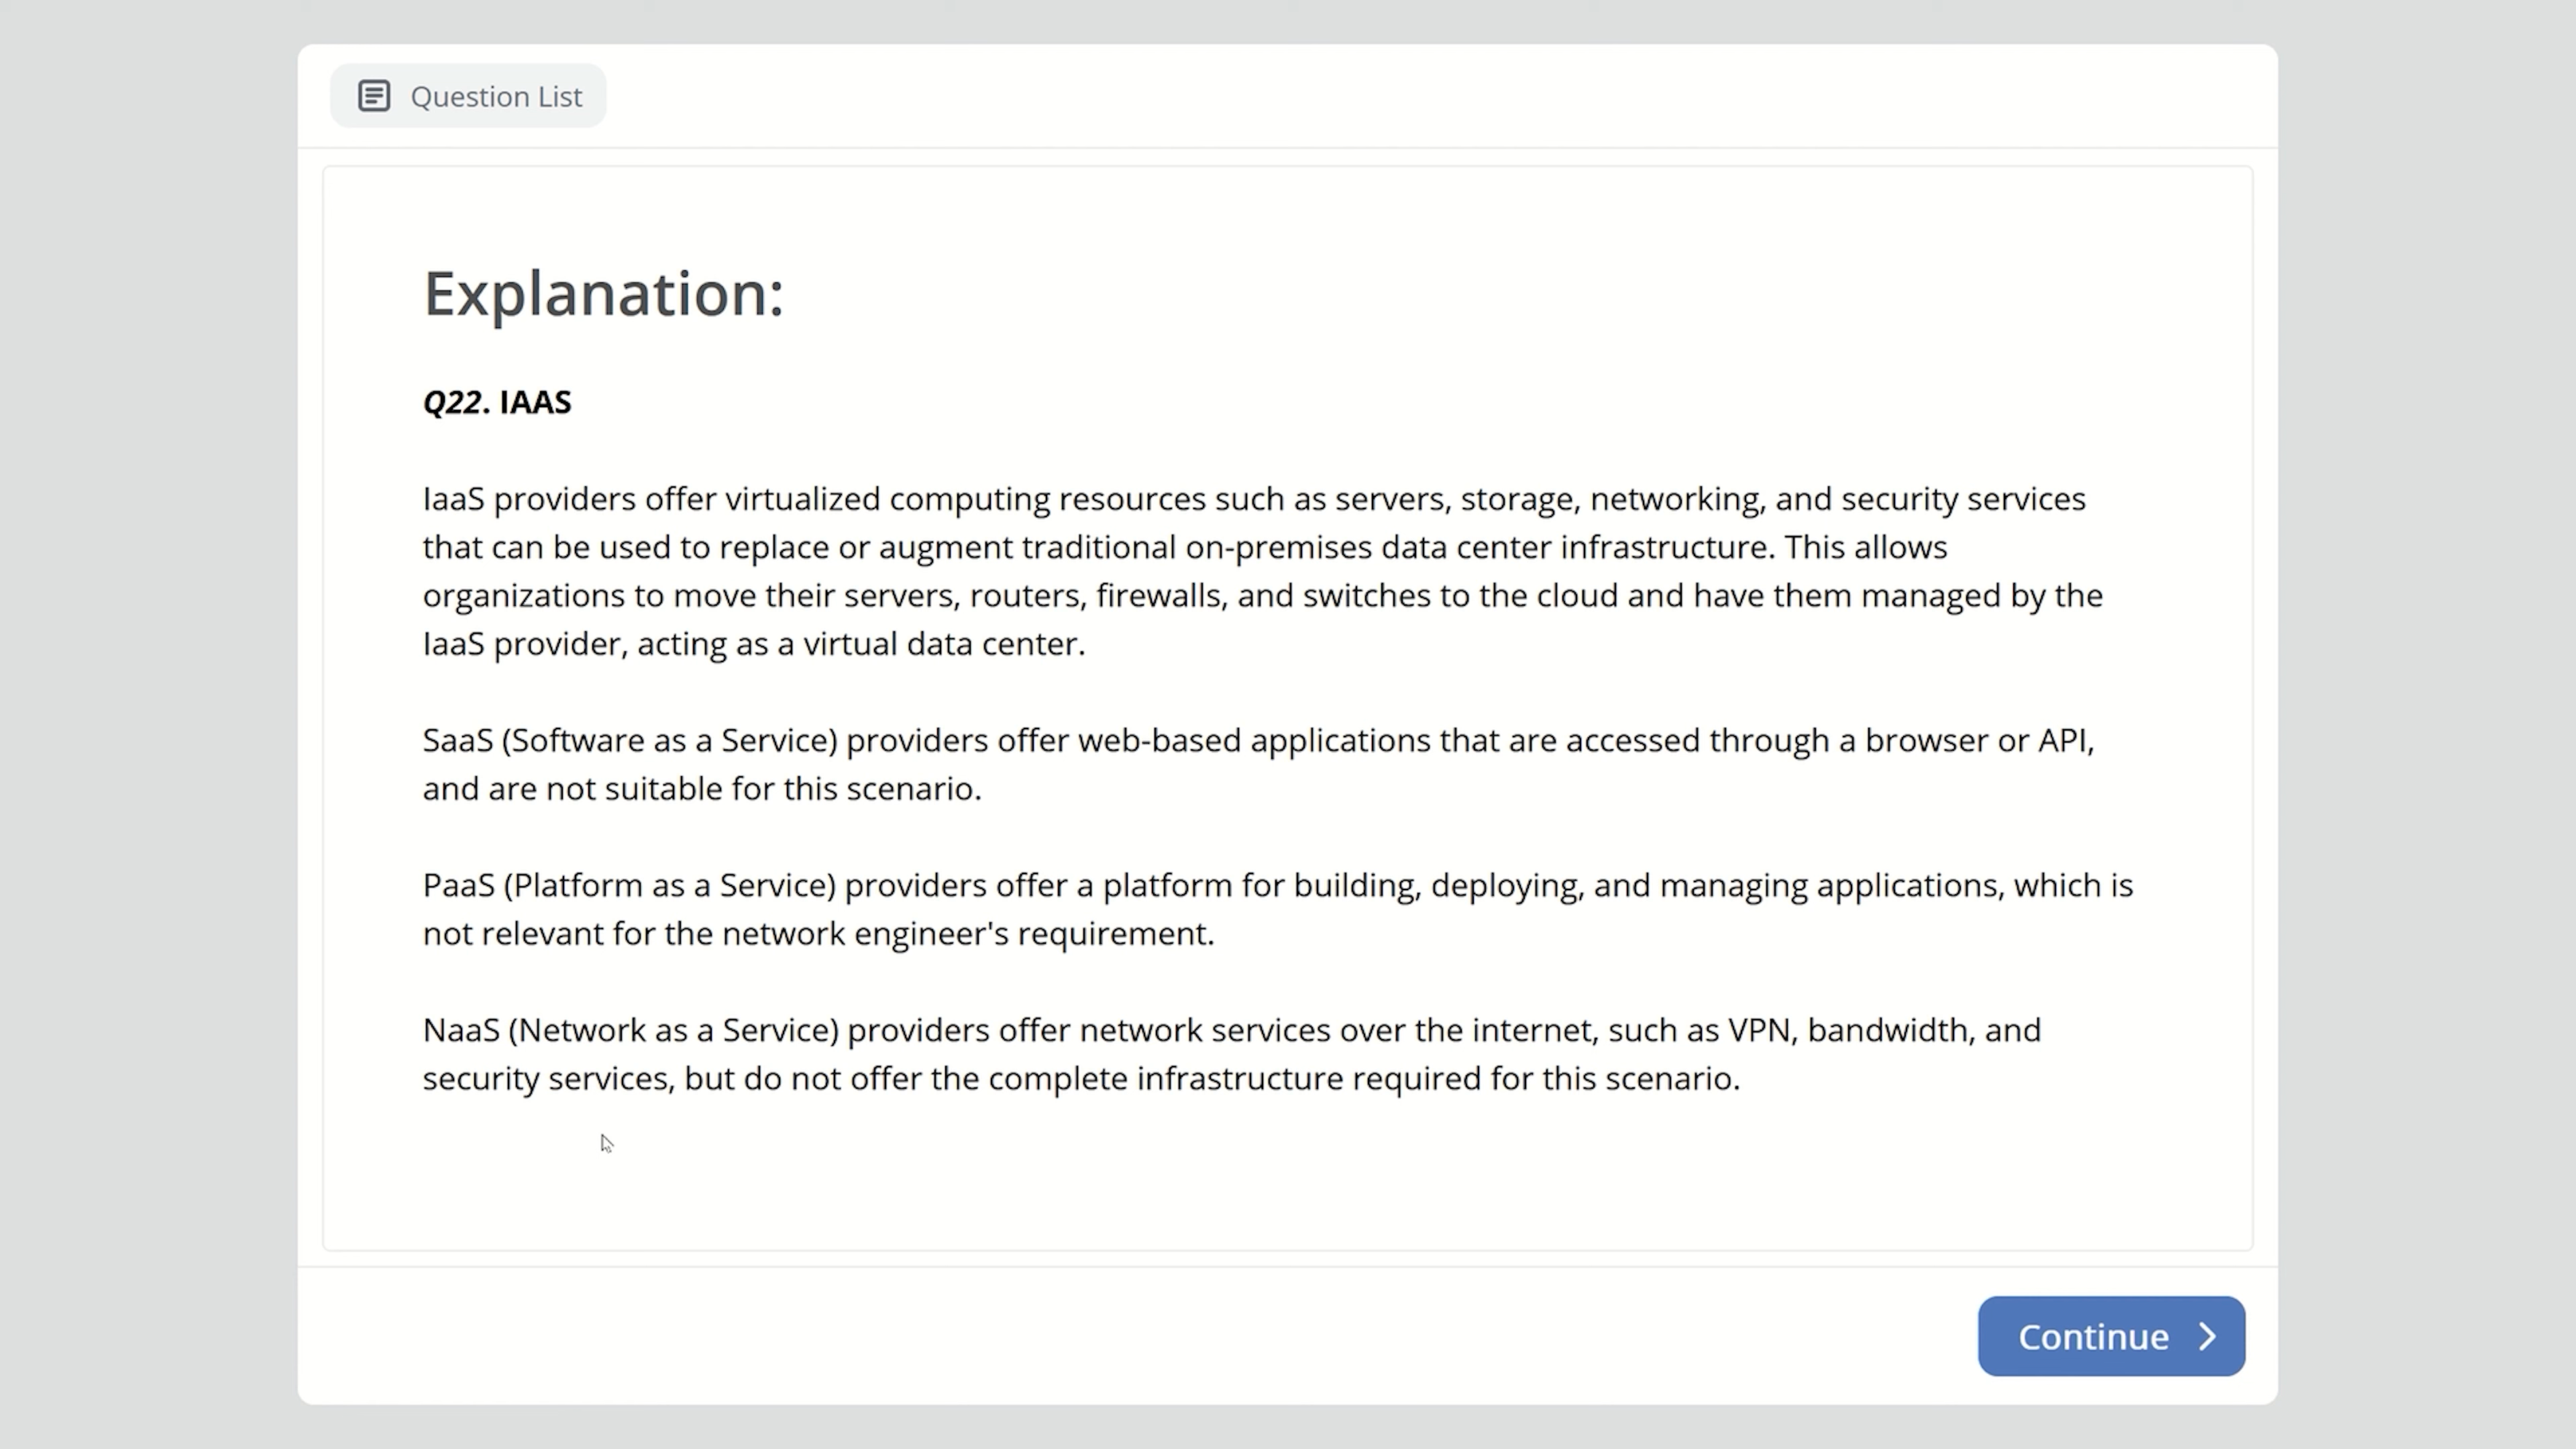 Question List
Explanation:
Q22. IAAS
IaaS providers offer virtualized computing resources such as servers, storage, networking, and security services
that can be used to replace or augment traditional on-premises data center infrastructure. This allows
organizations to move their servers, routers, firewalls, and switches to the cloud and have them managed by the
IaaS provider, acting as a virtual data center.
SaaS (Software as a Service) providers offer web-based applications that are accessed through a browser or API,
and are not suitable for this scenario.
PaaS (Platform as a Service) providers offer a platform for building, deploying, and managing applications, which is
not relevant for the network engineer's requirement.
NaaS (Network as a Service) providers offer network services over the internet, such as VPN, bandwidth, and
security services, but do not offer the complete infrastructure required for this scenario.
Continue